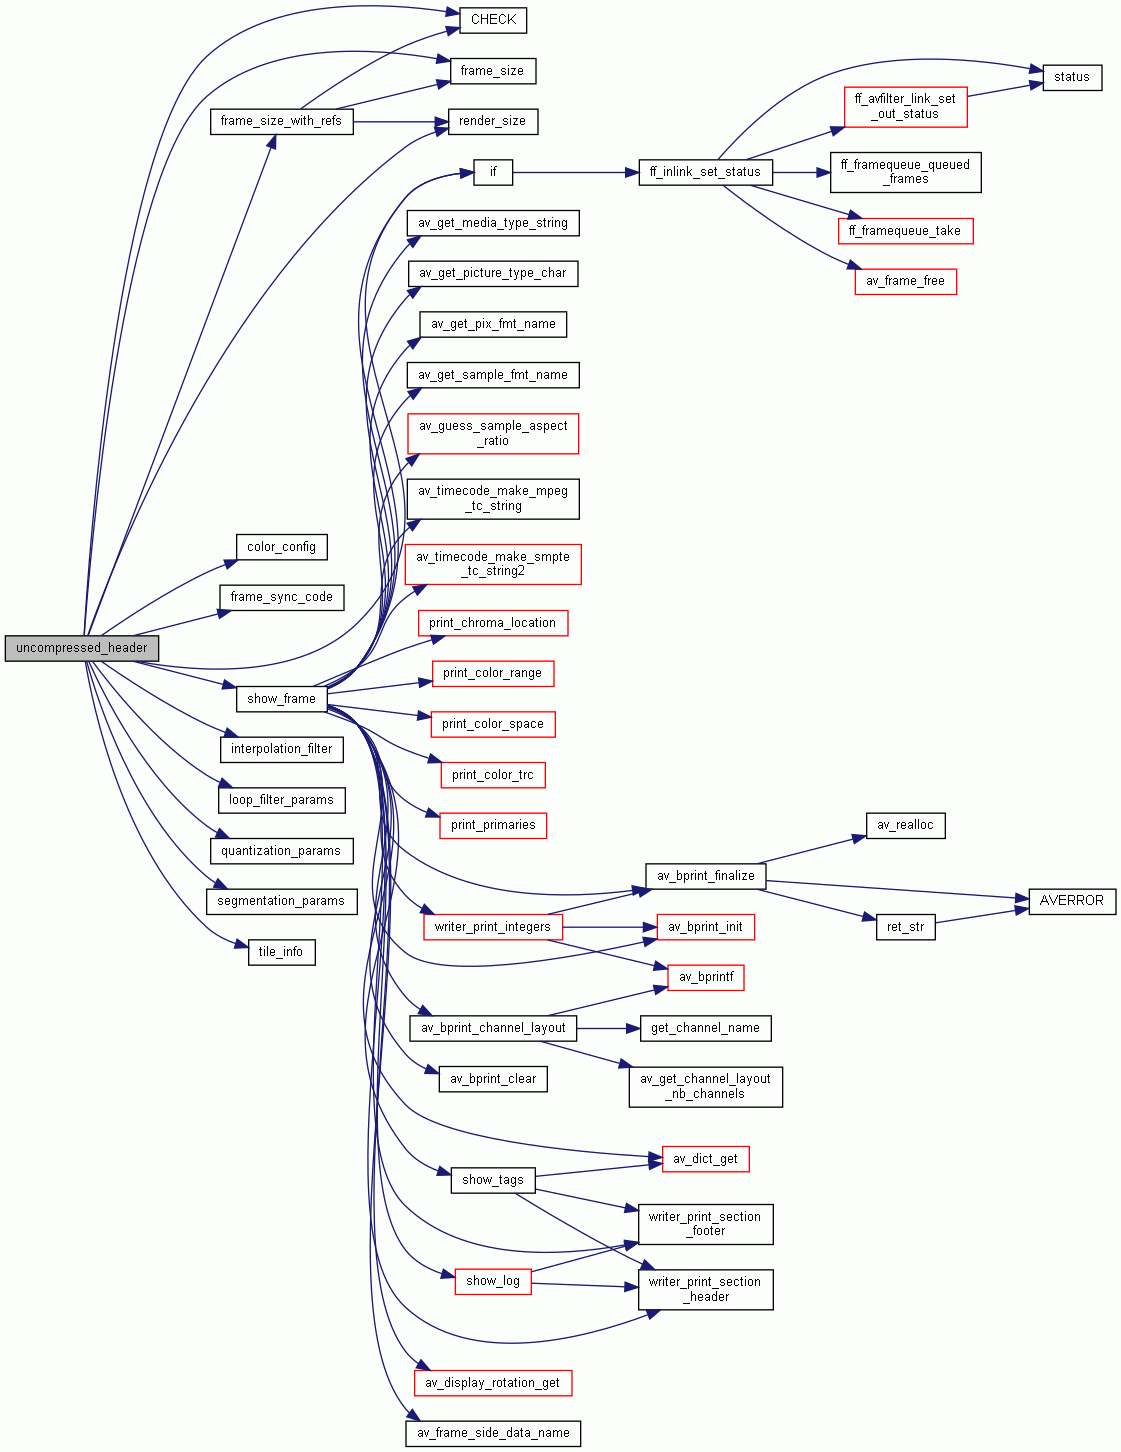 CHECK
frame_size
frame_size_with_refs
render_size
if
ff_inlink_set_status
status
ff_avfilter_link_set
_out_status
ff_framequeue_queued
_frames
ff_framequeue_take
av_frame_free
av_get_media_type_string
av_get_picture_type_char
av_get_pix_fmt_name
av_get_sample_fmt_name
av_guess_sample_aspect
_ratio
av_timecode_make_mpeg
_tc_string
av_timecode_make_smpte
_tc_string2
color_config
frame_sync_code
uncompressed_header
show_frame
interpolation_filter
loop_filter_params
quantization_params
segmentation_params
tile_info
print_chroma_location
print_color_range
print_color_space
print_color_trc
print_primaries
writer_print_integers
av_bprint_finalize
av_realloc
AVERROR
ret_str
av_bprint_init
av_bprintf
av_bprint_channel_layout
get_channel_name
av_get_channel_layout
_nb_channels
av_bprint_clear
av_dict_get
show_tags
writer_print_section
_footer
show_log
writer_print_section
_header
av_display_rotation_get
av_frame_side_data_name